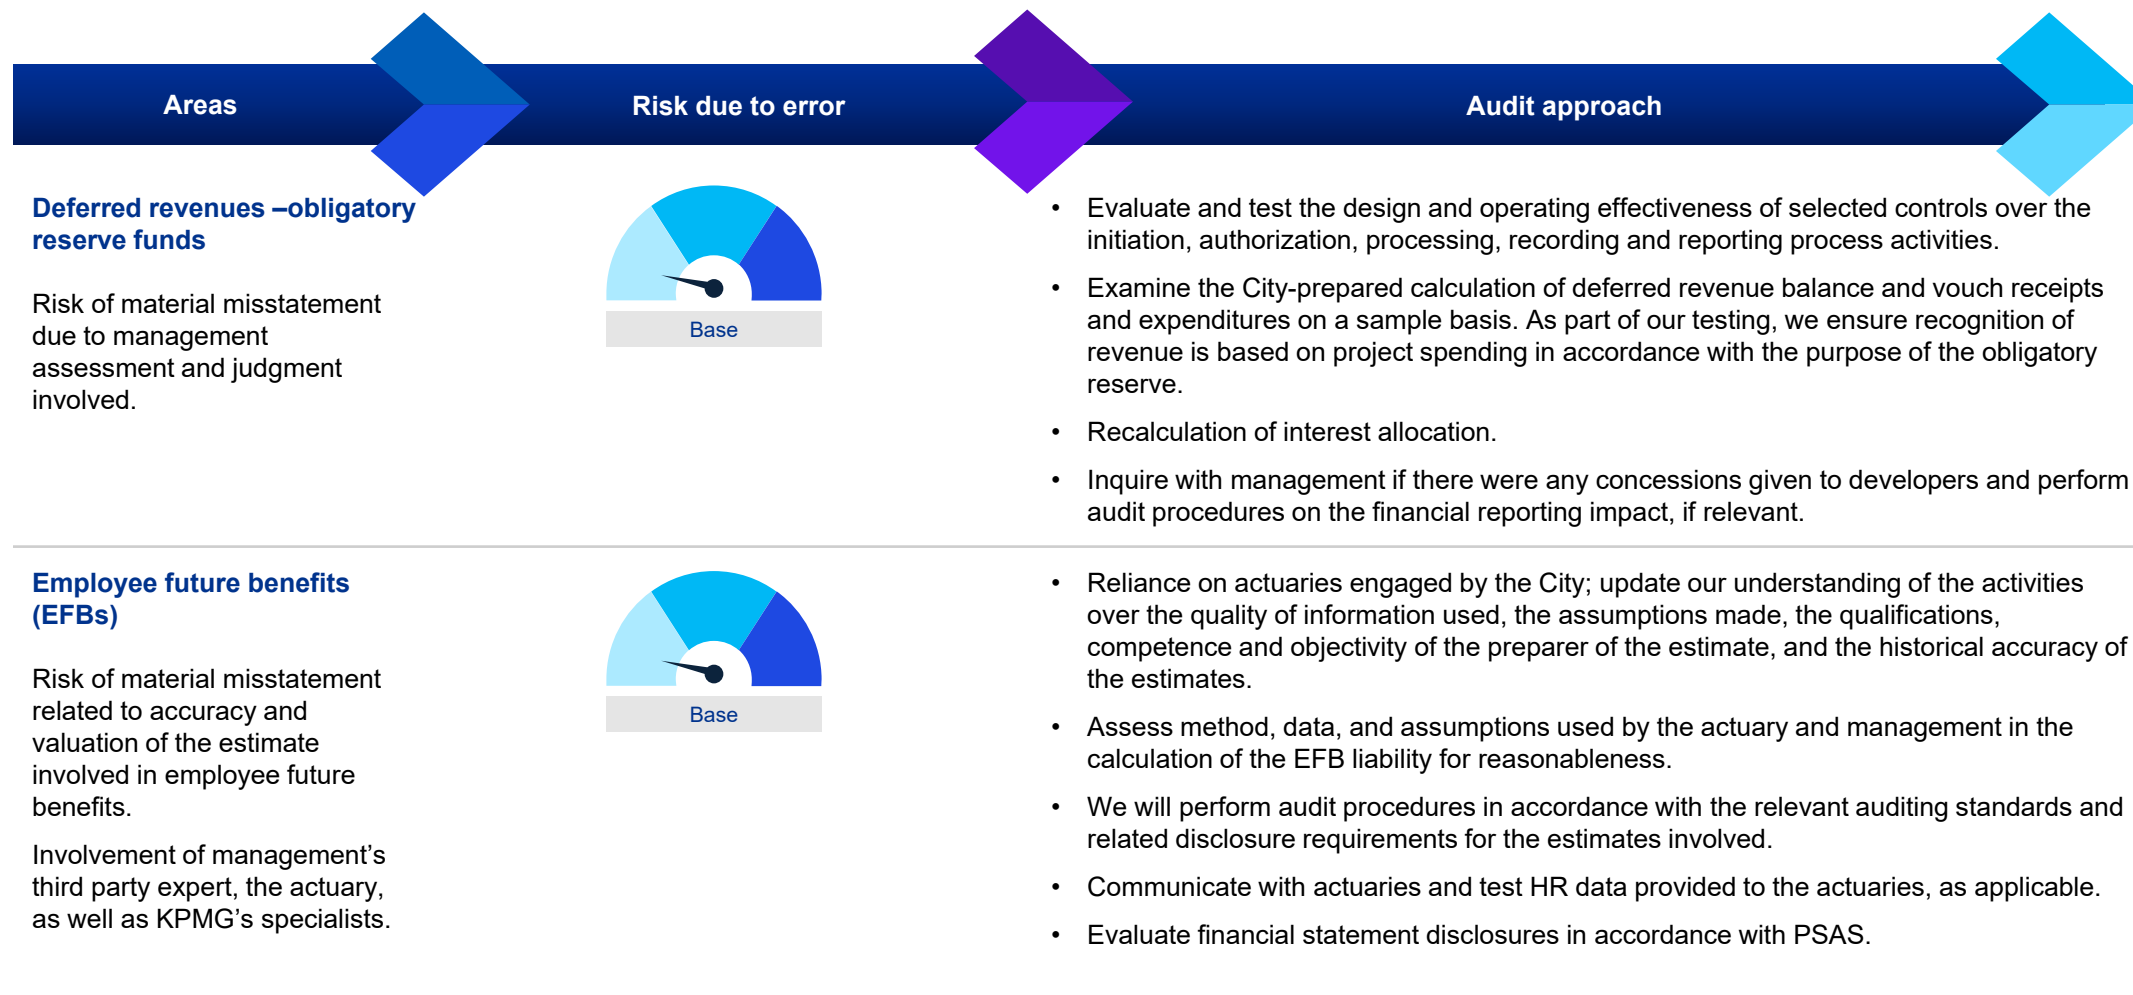 Areas
Risk due to error
Audit approach
Deferred revenues –obligatory
reserve funds
Risk of material misstatement
due to management
assessment and judgment
involved.
Base
• Evaluate and test the design and operating effectiveness of selected controls over the
initiation, authorization, processing, recording and reporting process activities.
• Examine the City-prepared calculation of deferred revenue balance and vouch receipts
and expenditures on a sample basis. As part of our testing, we ensure recognition of
revenue is based on project spending in accordance with the purpose of the obligatory
reserve.
• Recalculation of interest allocation.
• Inquire with management if there were any concessions given to developers and perform
audit procedures on the financial reporting impact, if relevant.
Employee future benefits
(EFBs)
Risk of material misstatement
related to accuracy and
valuation of the estimate
involved in employee future
benefits.
Involvement of management’s
third party expert, the actuary,
as well as KPMG’s specialists.
Base
• Reliance on actuaries engaged by the City; update our understanding of the activities
over the quality of information used, the assumptions made, the qualifications,
competence and objectivity of the preparer of the estimate, and the historical accuracy of
the estimates.
• Assess method, data, and assumptions used by the actuary and management in the
calculation of the EFB liability for reasonableness.
• We will perform audit procedures in accordance with the relevant auditing standards and
related disclosure requirements for the estimates involved.
• Communicate with actuaries and test HR data provided to the actuaries, as applicable.
• Evaluate financial statement disclosures in accordance with PSAS.